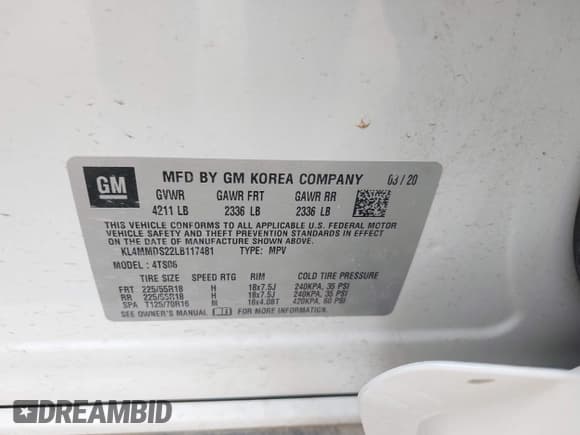 GM
MFD BY GM KOREA COMPANY 03/20
GVWR GAWR FRT GAWR RR
4211 LB 2336 LB 2336 LB
THIS VEHICLE CONFORMS TO ALL APPLICABLE U.S. FEDERAL MOTOR
VEHICLE SAFETY AND THEFT PREVENTION STANDARDS IN EFFECT
ON THE DATE OF MANUFACTURE SHOWN ABOVE.
KL4MMDS22LB117481 TYPE: MPV
MODEL: 4TS06
TIRE SIZE SPEED RTG RIM COLD TIRE PRESSURE
FRT 225/55R18 H 18x7.5J 240KPA, 35 PSI
RR 225/55R18 H 18x7.5J 240KPA, 35 PSI
SPA T125/70R16 M 16x4.0BT 420KPA, 60 PSI
SEE OWNER'S MANUAL FOR MORE INFORMATION.
DREAMBID